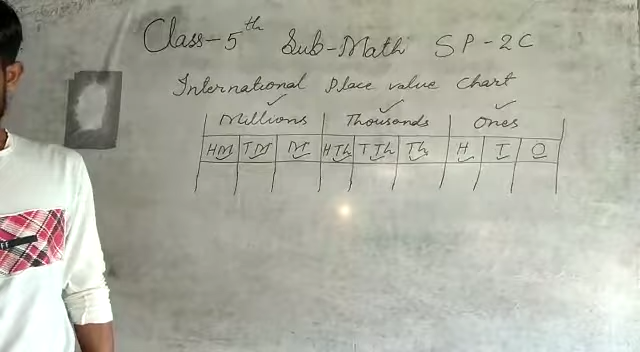 Class-5th Sub-Math SP-2C
International Place value Chart
Millions Thousands Ones
HM TM M HTh TTh Th H T O